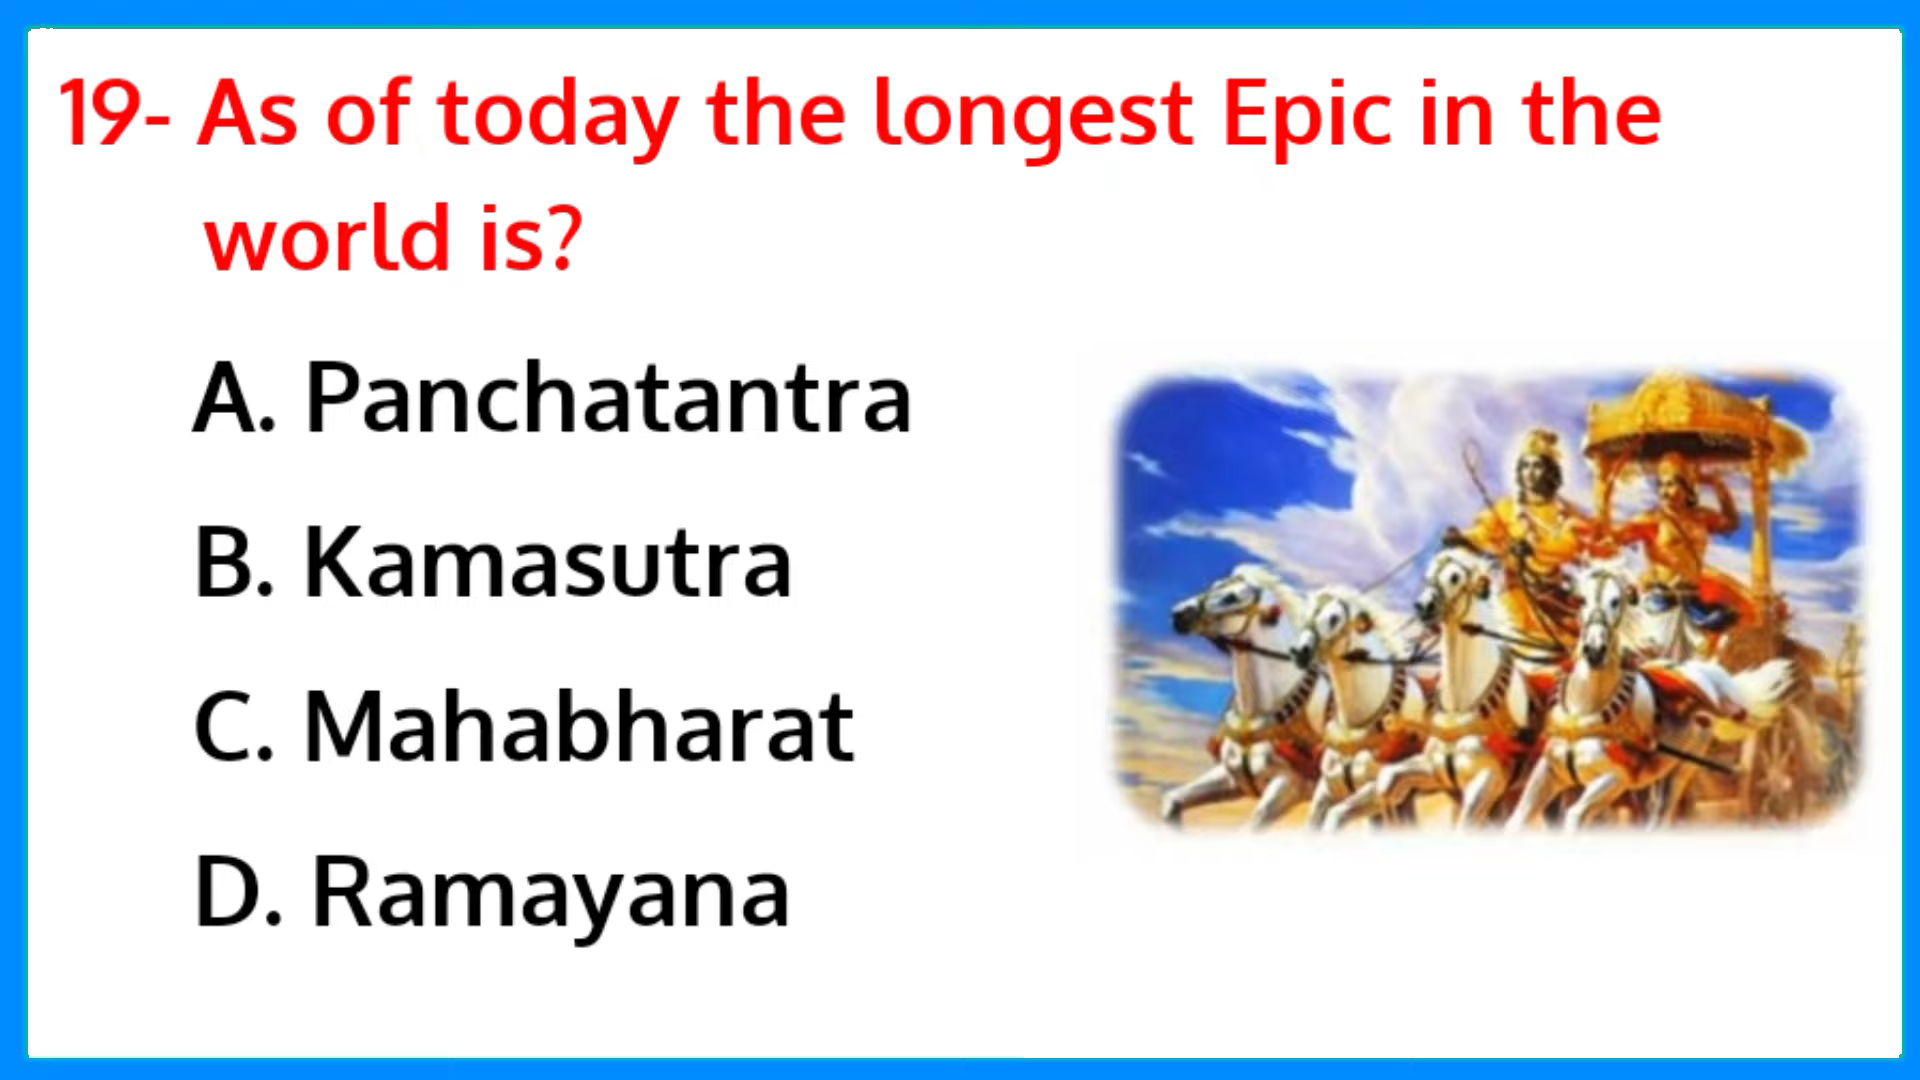 19- As of today the longest Epic in the
world is?
A. Panchatantra
B. Kamasutra
C. Mahabharat
D. Ramayana